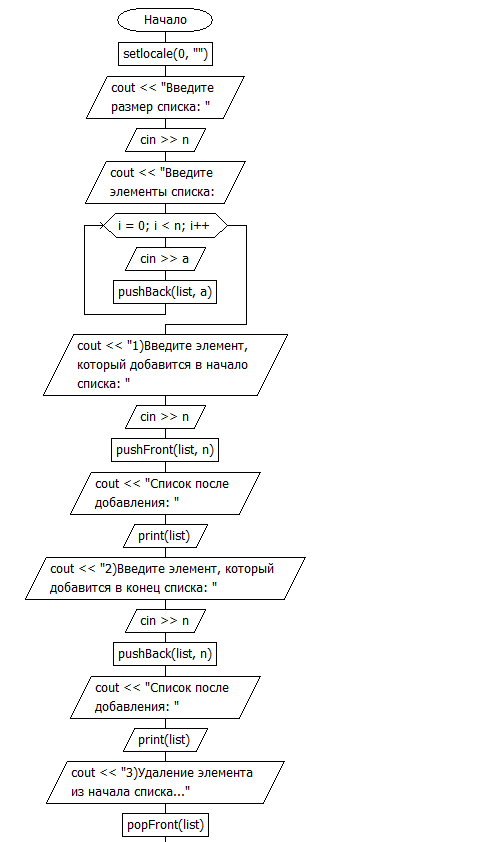 Начало
setlocale(0, "")
cout << "Введите
размер списка: "
cin >> n
cout << "Введите
элементы списка:
i = 0; i < n; i++
cin >> a
pushBack(list, a)
cout << "1)Введите элемент,
который добавится в начало
списка: "
cin >> n
pushFront(list, n)
cout << "Список после
добавления: "
print(list)
cout << "2)Введите элемент, который
добавится в конец списка: "
cin >> n
pushBack(list, n)
cout << "Список после
добавления: "
print(list)
cout << "3)Удаление элемента
из начала списка..."
popFront(list)